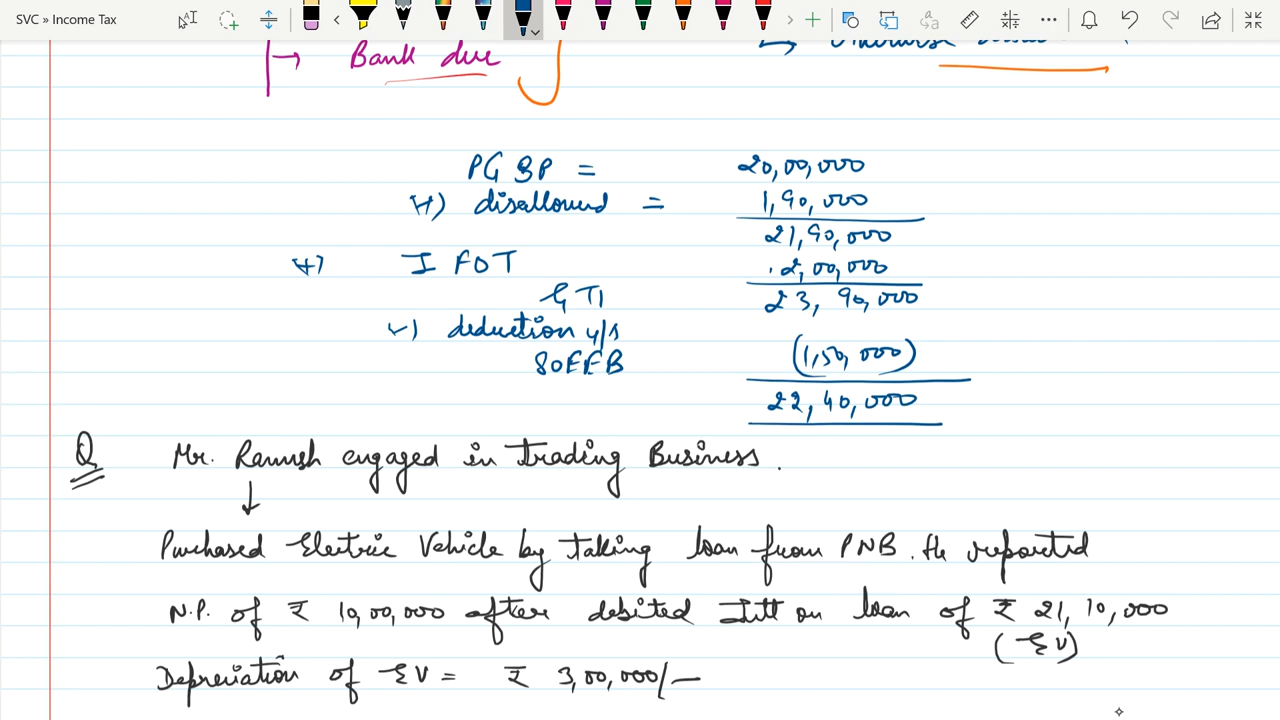 SVC » Income Tax
Bank due
PGBP = 20,00,000
(+) disallowed = 1,90,000
21,90,000
(+) IFOT 2,00,000
GTI 23,90,000
(-) deduction u/s
80EEB (1,50,000)
22,40,000
Q Mr. Ramesh engaged in Trading Business.
Purchased Electric Vehicle by taking loan from PNB. He reported
N.P. of ₹ 10,00,000 after debited Intt on loan of ₹ 21,10,000
(EV)
Depreciation of EV = ₹ 3,00,000/-